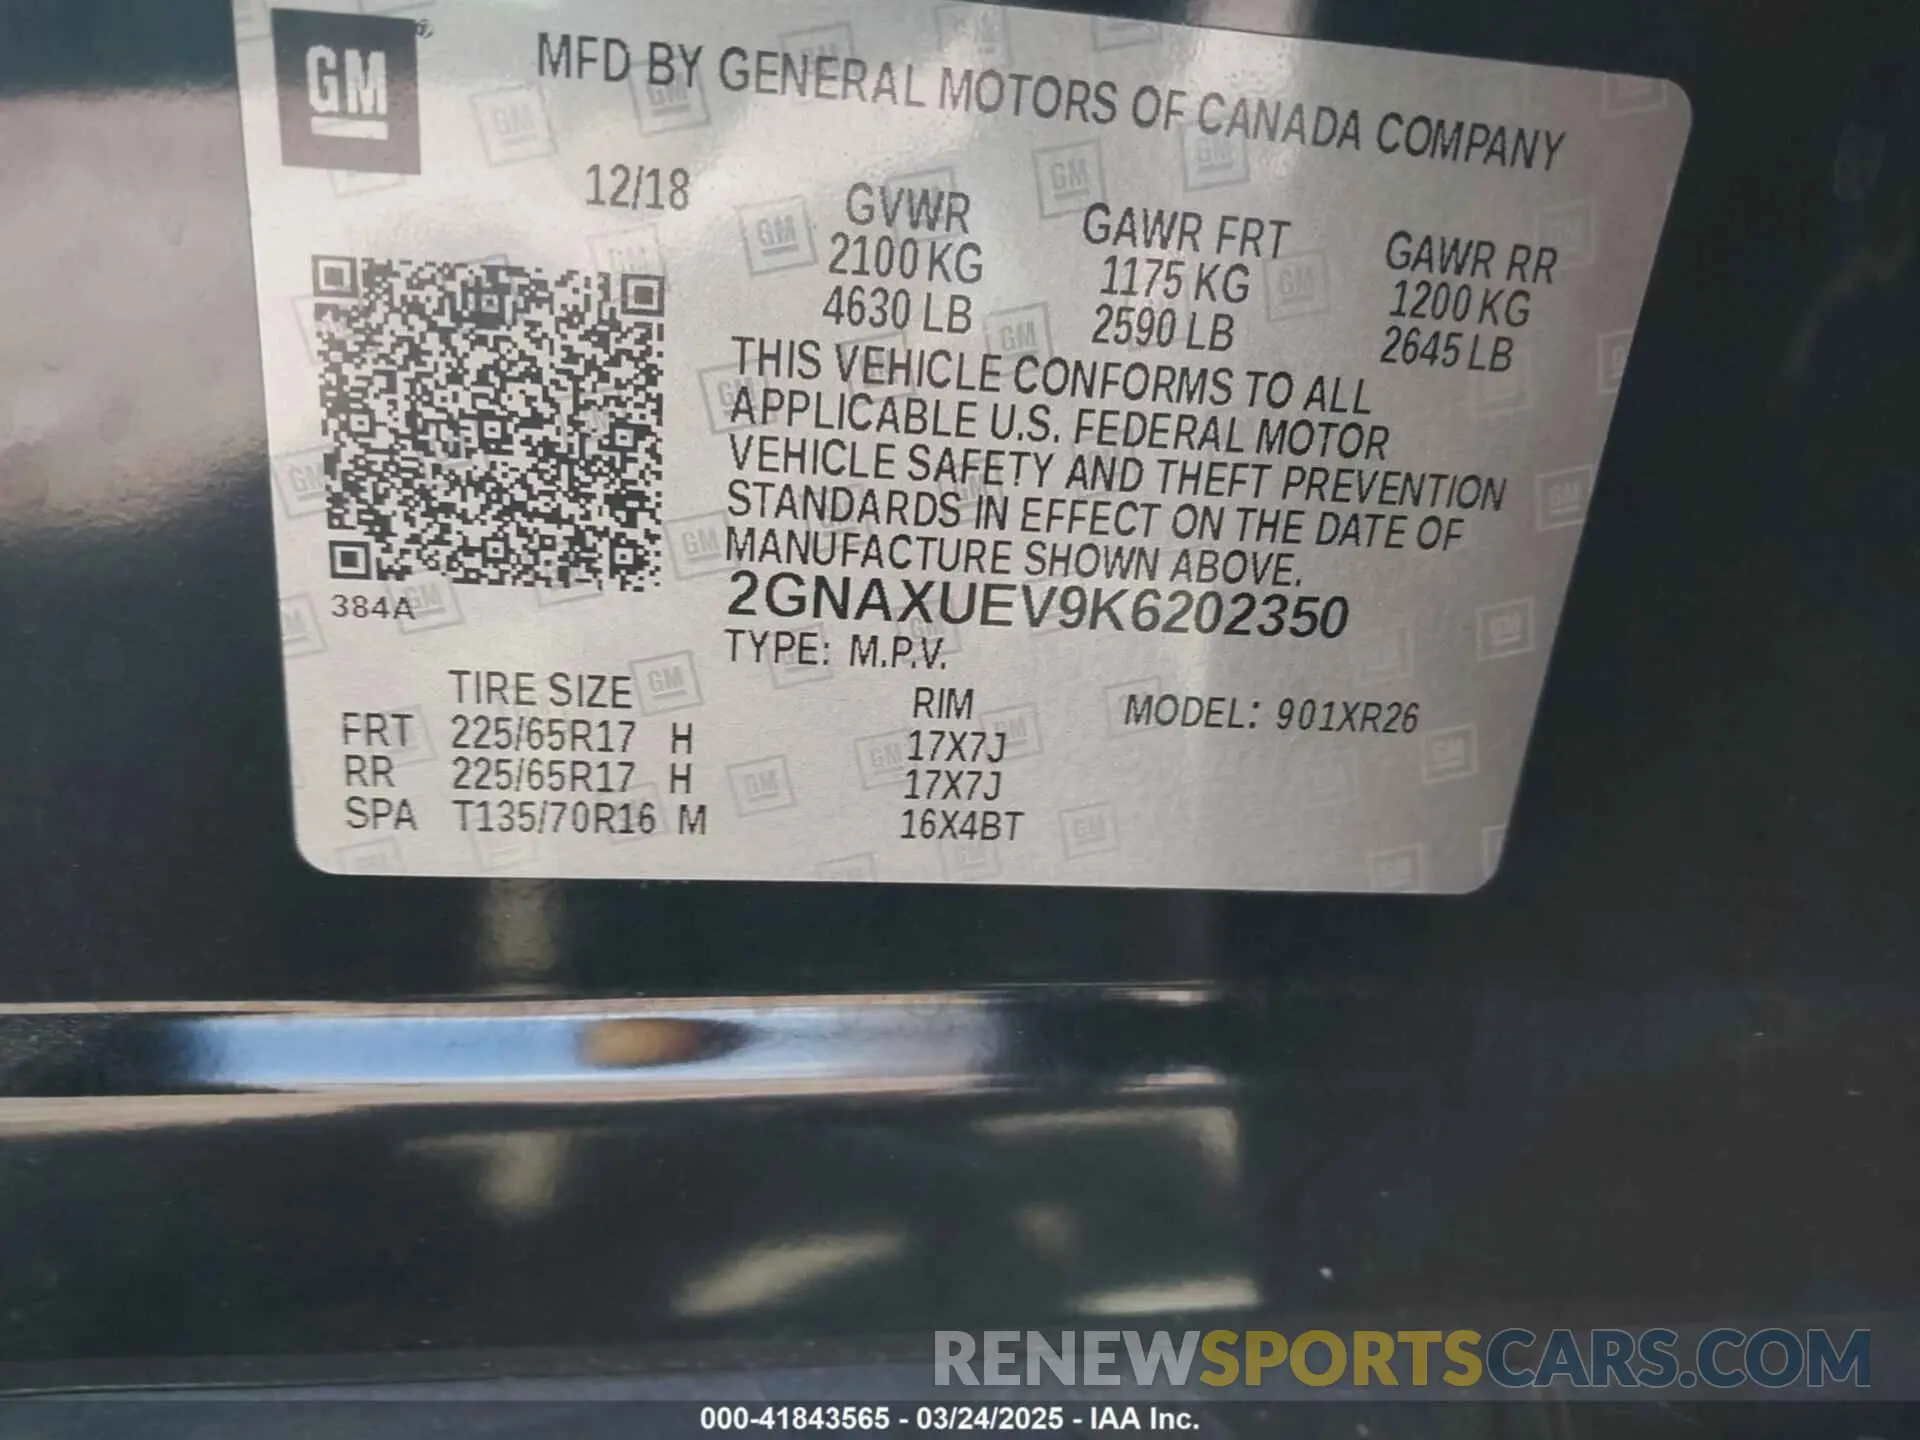 GM
MFD BY GENERAL MOTORS OF CANADA COMPANY
12/18
GVWR GAWR FRT GAWR RR
2100 KG 1175 KG 1200 KG
4630 LB 2590 LB 2645 LB
THIS VEHICLE CONFORMS TO ALL
APPLICABLE U.S. FEDERAL MOTOR
VEHICLE SAFETY AND THEFT PREVENTION
STANDARDS IN EFFECT ON THE DATE OF
MANUFACTURE SHOWN ABOVE.
384A
2GNAXUEV9K6202350
TYPE: M.P.V.
TIRE SIZE RIM MODEL: 901XR26
FRT 225/65R17 H 17X7J
RR 225/65R17 H 17X7J
SPA T135/70R16 M 16X4BT
RENEWSPORTSCARS.COM
000-41843565 - 03/24/2025 - IAA Inc.